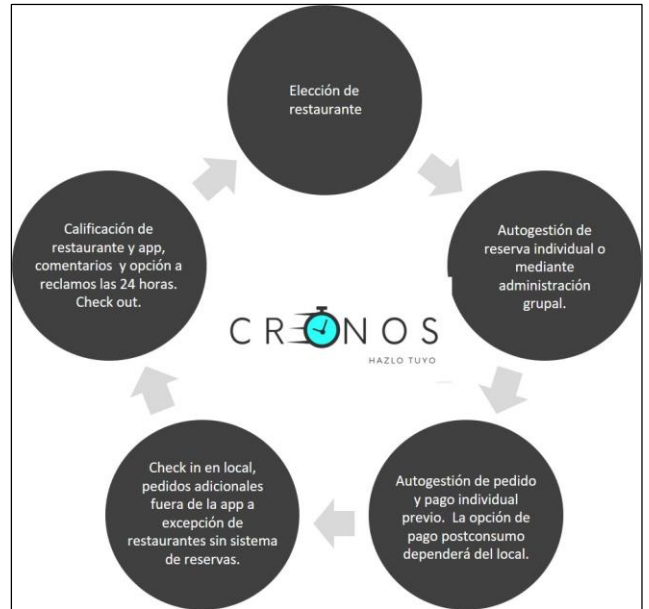 Elección de
restaurante
Autogestión de
reserva individual o
mediante
administración
grupal.
Autogestión de pedido
y pago individual
previo. La opción de
pago postconsumo
dependerá del local.
Check in en local,
pedidos adicionales
fuera de la app a
excepción de
restaurantes sin sistema
de reservas.
Calificación de
restaurante y app,
comentarios y opción a
reclamos las 24 horas.
Check out.
CRONOS
HAZLO TUYO